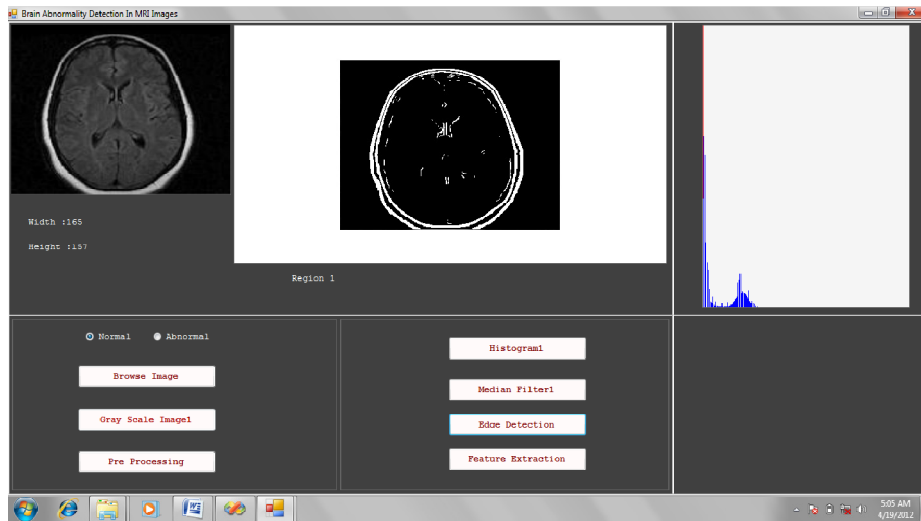 Brain Abnormality Detection In MRI Images
Width :165
Height :157
Region 1
Normal
Abnormal
Browse Image
Gray Scale Image1
Pre Processing
Histogram1
Median Filter1
Edge Detection
Feature Extraction
5:05 AM
4/19/2012